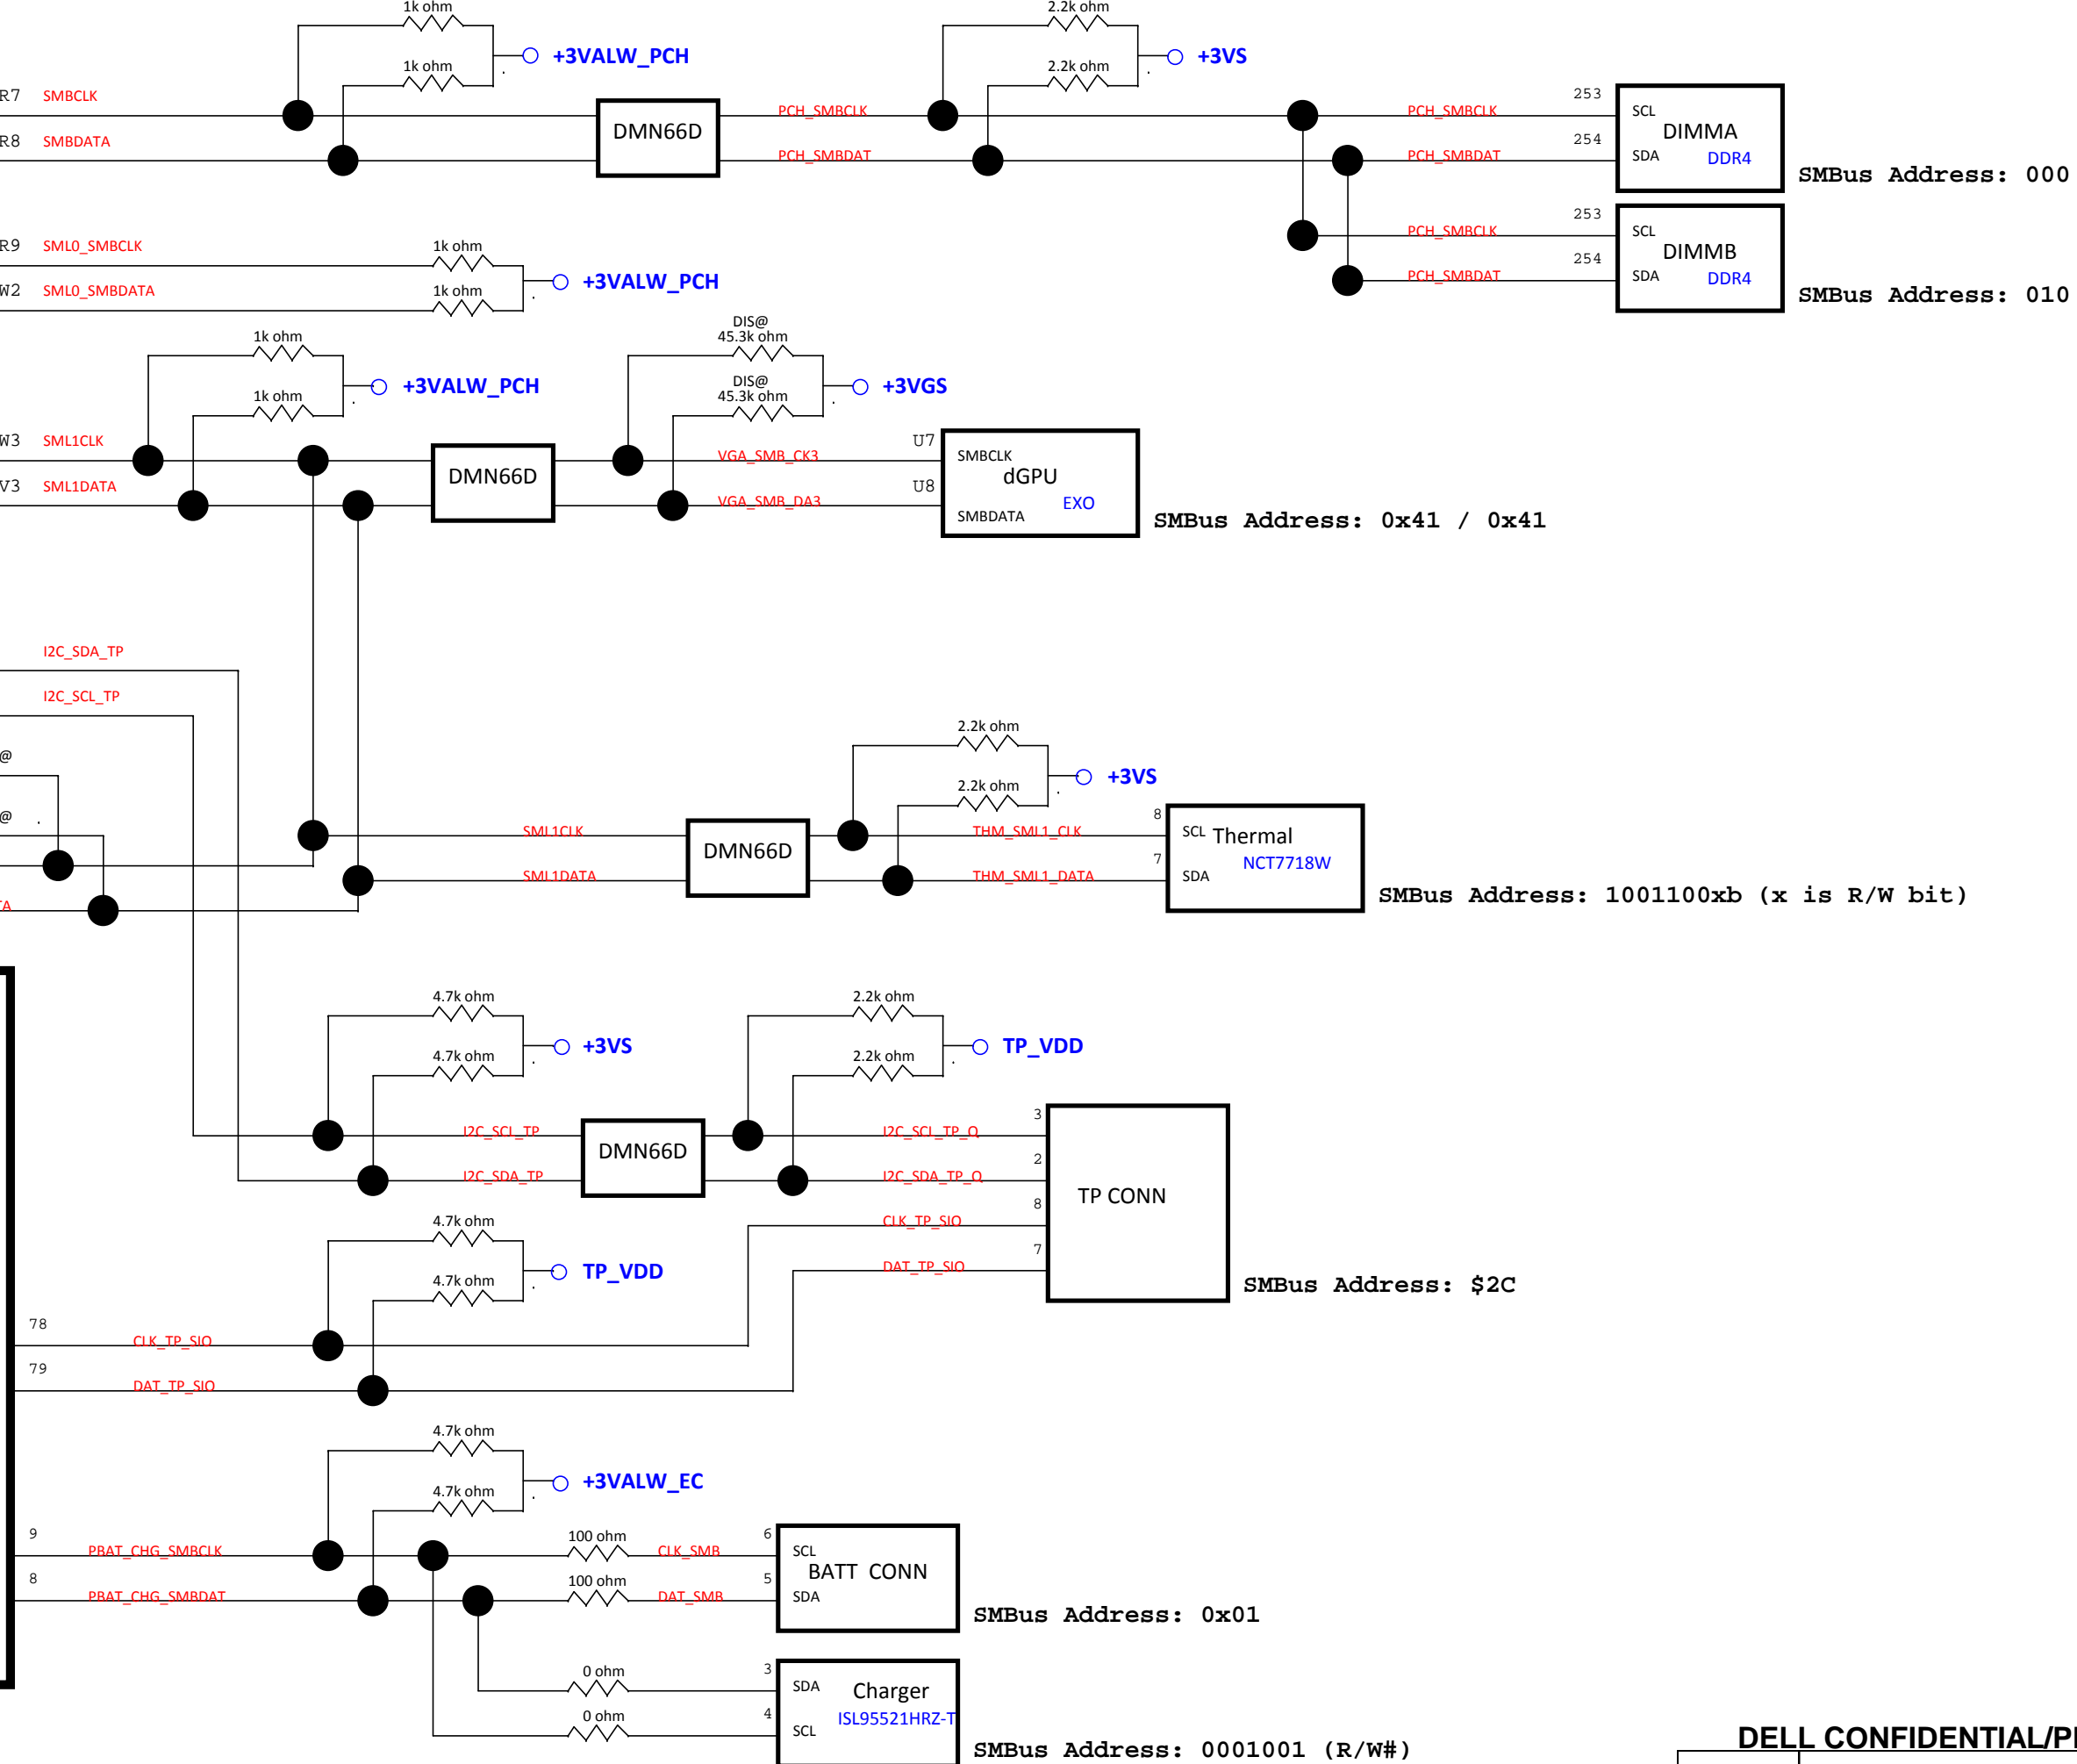 1k ohm
2.2k ohm
+3VALW_PCH
+3VS
1k ohm
2.2k ohm
R7 SMBCLK
PCH_SMBCLK
PCH_SMBCLK
253
SCL
DMN66D
DIMMA
R8 SMBDATA
PCH_SMBDAT
PCH_SMBDAT
254
SDA
DDR4
SMBus Address: 000
253
PCH_SMBCLK
SCL
R9 SML0_SMBCLK
1k ohm
DIMMB
254
PCH_SMBDAT
SDA
DDR4
+3VALW_PCH
W2 SML0_SMBDATA
1k ohm
SMBus Address: 010
1k ohm
DIS@
45.3k ohm
+3VALW_PCH
+3VGS
1k ohm
DIS@
45.3k ohm
W3 SML1CLK
VGA_SMB_CK3
U7
SMBCLK
DMN66D
dGPU
V3 SML1DATA
VGA_SMB_DA3
U8
EXO
SMBDATA
SMBus Address: 0x41 / 0x41
I2C_SDA_TP
I2C_SCL_TP
2.2k ohm
@
+3VS
2.2k ohm
@
SML1CLK
THM_SML1_CLK
8
SCL Thermal
DMN66D
7
NCT7718W
SML1DATA
THM_SML1_DATA
SDA
SMBus Address: 1001100xb (x is R/W bit)
TA
4.7k ohm
2.2k ohm
+3VS
TP_VDD
4.7k ohm
2.2k ohm
3
I2C_SCL_TP
I2C_SCL_TP_Q
DMN66D
2
I2C_SDA_TP
I2C_SDA_TP_Q
TP CONN
8
4.7k ohm
CLK_TP_SIO
7
TP_VDD
DAT_TP_SIO
4.7k ohm
SMBus Address: $2C
78
CLK_TP_SIO
79
DAT_TP_SIO
4.7k ohm
+3VALW_EC
4.7k ohm
9
PBAT_CHG_SMBCLK
100 ohm
CLK_SMB
6
SCL
BATT CONN
8
PBAT_CHG_SMBDAT
100 ohm
DAT_SMB
5
SDA
SMBus Address: 0x01
0 ohm
3
SDA
Charger
0 ohm
4
SCL
ISL95521HRZ-T
SMBus Address: 0001001 (R/W#)
DELL CONFIDENTIAL/P